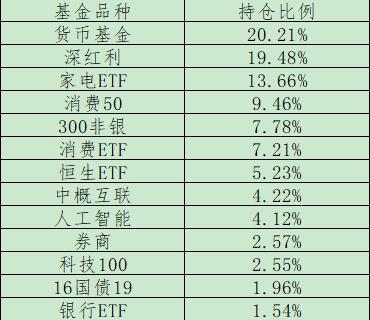 基金品种 持仓比例
货币基金 20.21%
深红利 19.48%
家电ETF 13.66%
消费50 9.46%
300非银 7.78%
消费ETF 7.21%
恒生ETF 5.23%
中概互联 4.22%
人工智能 4.12%
券商 2.57%
科技100 2.55%
16国债19 1.96%
银行ETF 1.54%